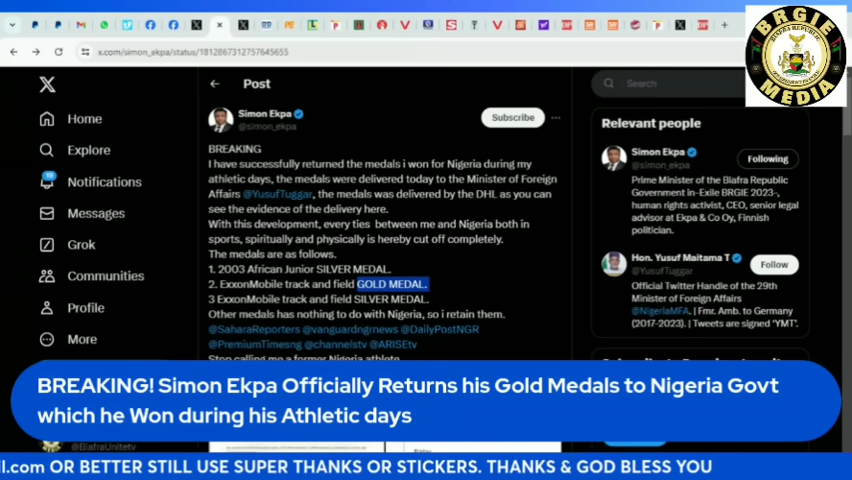 x.com/simon_ekpa/status/1812867312757645655
BRGIE
BIAFRA REPUBLIC
MEDIA
X
Home
Explore
Notifications
Messages
Grok
Communities
Profile
More
Post
Simon Ekpa
@simon_ekpa
Subscribe
BREAKING
I have successfully returned the medals i won for Nigeria during my
athletic days, the medals were delivered today to the Minister of Foreign
Affairs @YusufTuggar, the medals was delivered by the DHL as you can
see the evidence of the delivery here.
With this development, every ties between me and Nigeria both in
sports, spiritually and physically is hereby cut off completely.
The medals are as follows.
1. 2003 African Junior SILVER MEDAL.
2. ExxonMobile track and field GOLD MEDAL.
3 ExxonMobile track and field SILVER MEDAL.
Other medals has nothing to do with Nigeria, so i retain them.
@SaharaReporters @vanguardngrnews @DailyPostNGR
@PremiumTimesng @channelstv @ARISEtv
Stop calling me a former Nigeria athlete
Search
Relevant people
Simon Ekpa
@simon_ekpa
Following
Prime Minister of the Biafra Republic
Government in-Exile BRGIE 2023-,
human rights activist, CEO, senior legal
advisor at Ekpa & Co Oy, Finnish
politician.
Hon. Yusuf Maitama T
@YusufTuggar
Follow
Official Twitter Handle of the 29th
Minister of Foreign Affairs
@NigeriaMFA. | Fmr. Amb. to Germany
(2017-2023). | Tweets are signed ‘YMT’.
BREAKING! Simon Ekpa Officially Returns his Gold Medals to Nigeria Govt
which he Won during his Athletic days
@BiafraUnitetv
ll.com OR BETTER STILL USE SUPER THANKS OR STICKERS. THANKS & GOD BLESS YOU